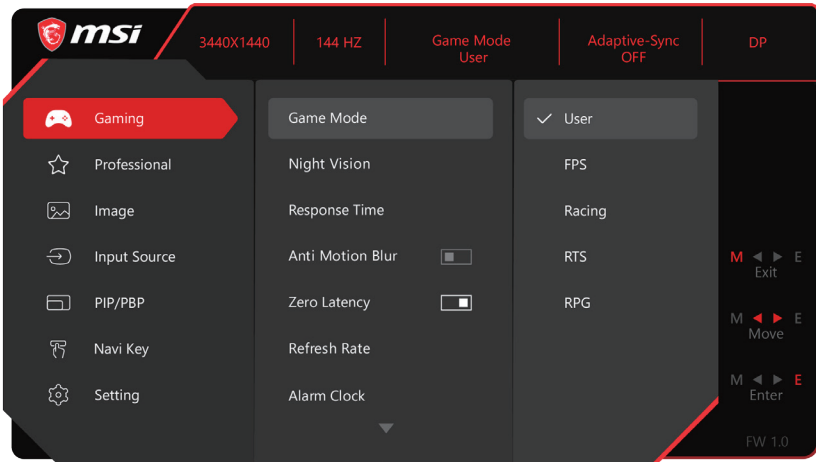 msi
3440X1440
144 HZ
Game Mode
User
Adaptive-Sync
OFF
DP
Gaming
Professional
Image
Input Source
PIP/PBP
Navi Key
Setting
Game Mode
Night Vision
Response Time
Anti Motion Blur
Zero Latency
Refresh Rate
Alarm Clock
User
FPS
Racing
RTS
RPG
M ◄ ► E
Exit
M ◄ ► E
Move
M ◄ ► E
Enter
FW 1.0